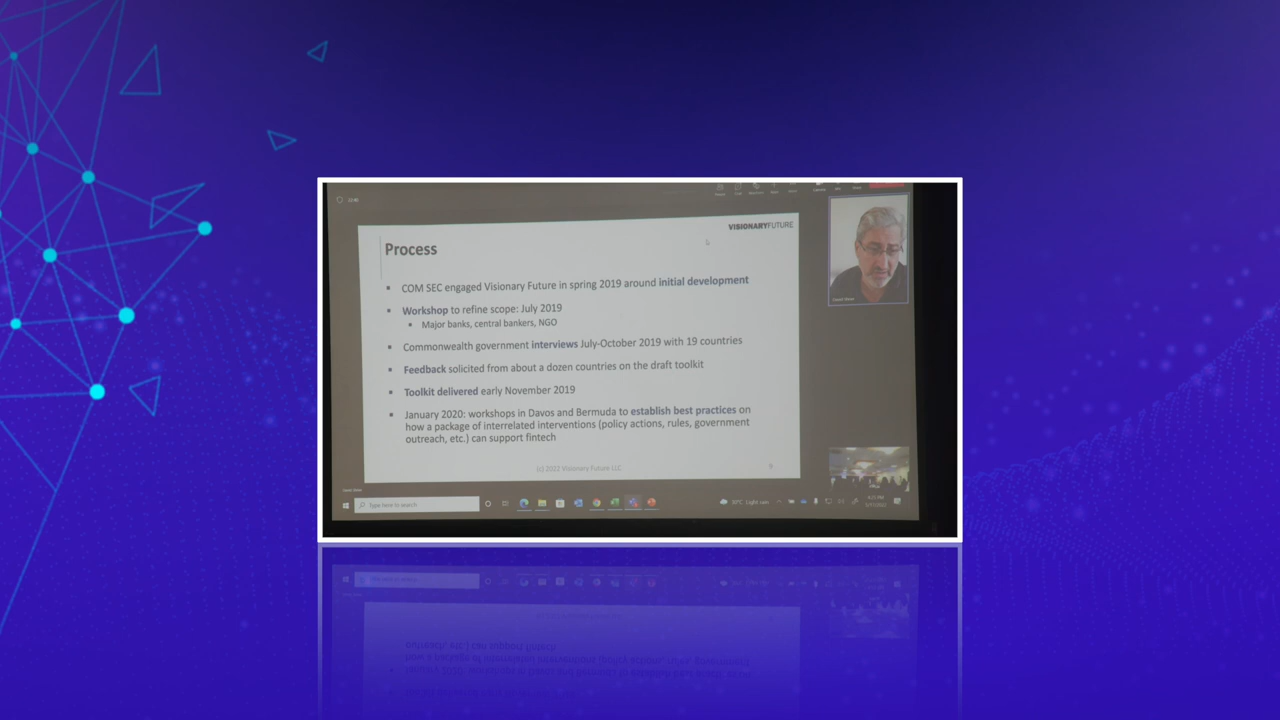 VISIONARYFUTURE
Process
COM SEC engaged Visionary Future in spring 2019 around initial development
Workshop to refine scope: July 2019
Major banks, central bankers, NGO
Commonwealth government interviews July-October 2019 with 19 countries
Feedback solicited from about a dozen countries on the draft toolkit
Toolkit delivered early November 2019
January 2020: workshops in Davos and Bermuda to establish best practices on
how a package of interrelated interventions (policy actions, rules, government
outreach, etc.) can support fintech
(c) 2022 Visionary Future LLC
9
Type here to search
Light rain